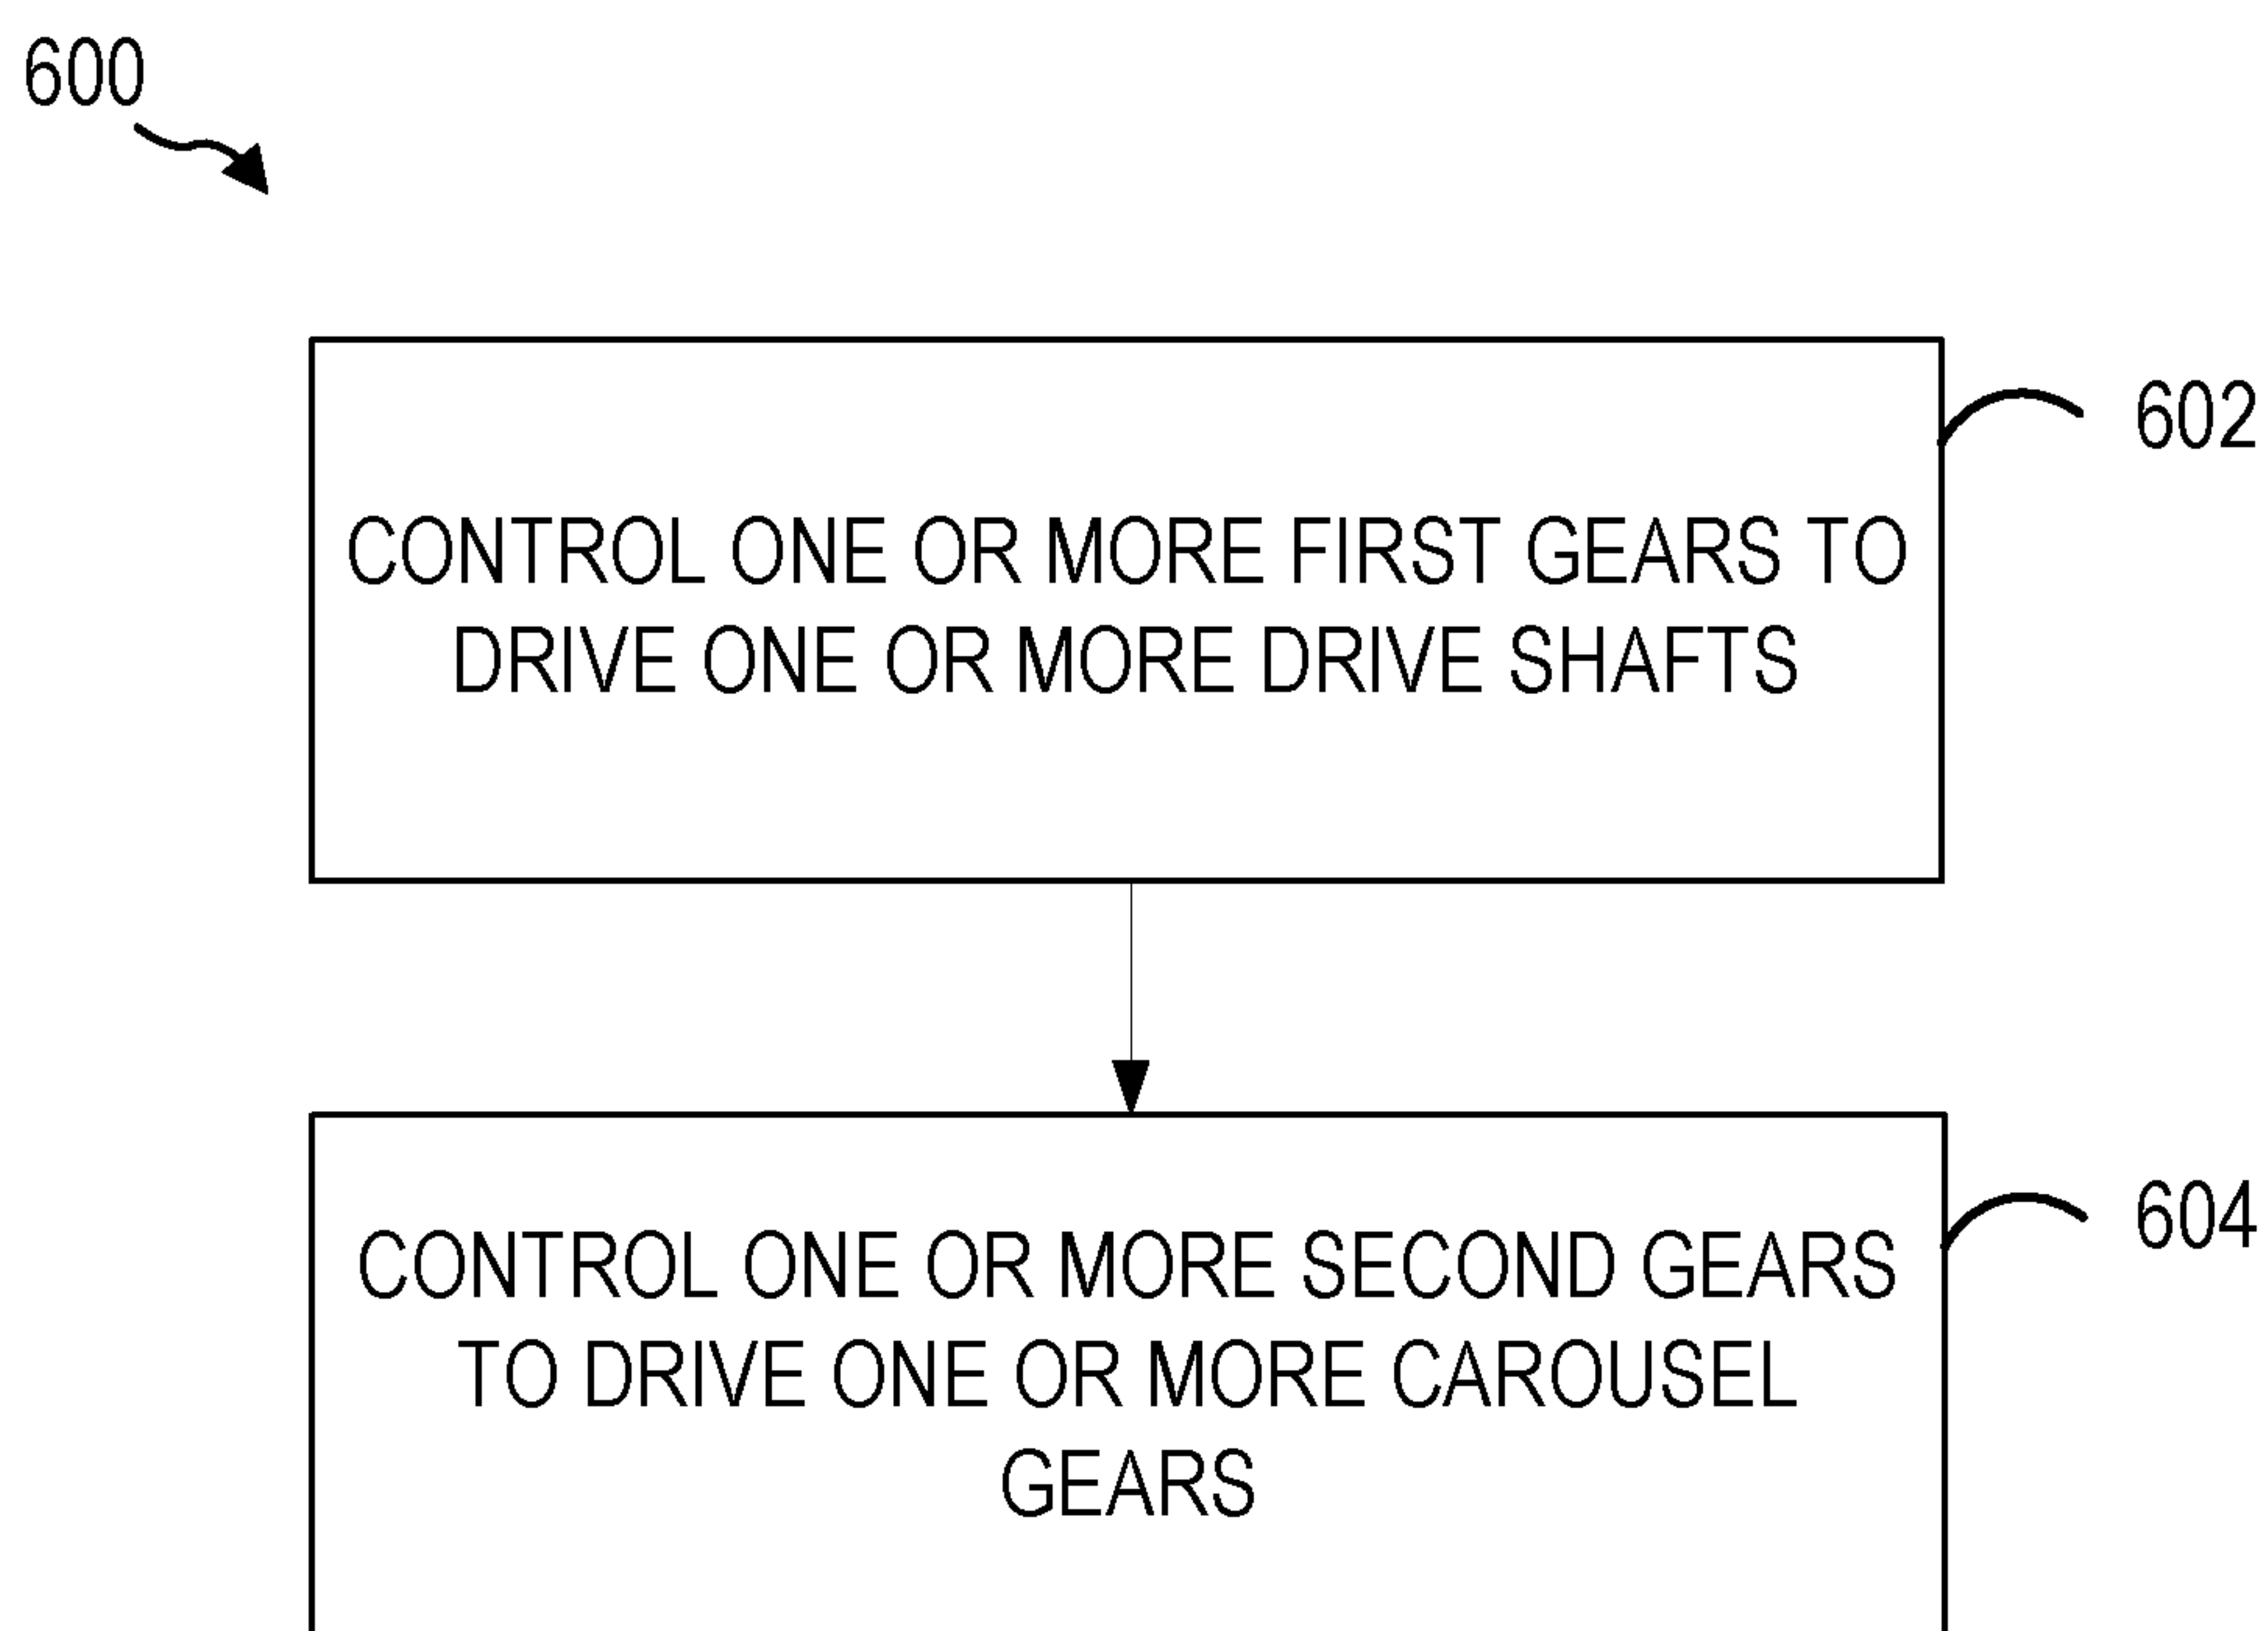 600
602
CONTROL ONE OR MORE FIRST GEARS TO
DRIVE ONE OR MORE DRIVE SHAFTS
604
CONTROL ONE OR MORE SECOND GEARS
TO DRIVE ONE OR MORE CAROUSEL
GEARS